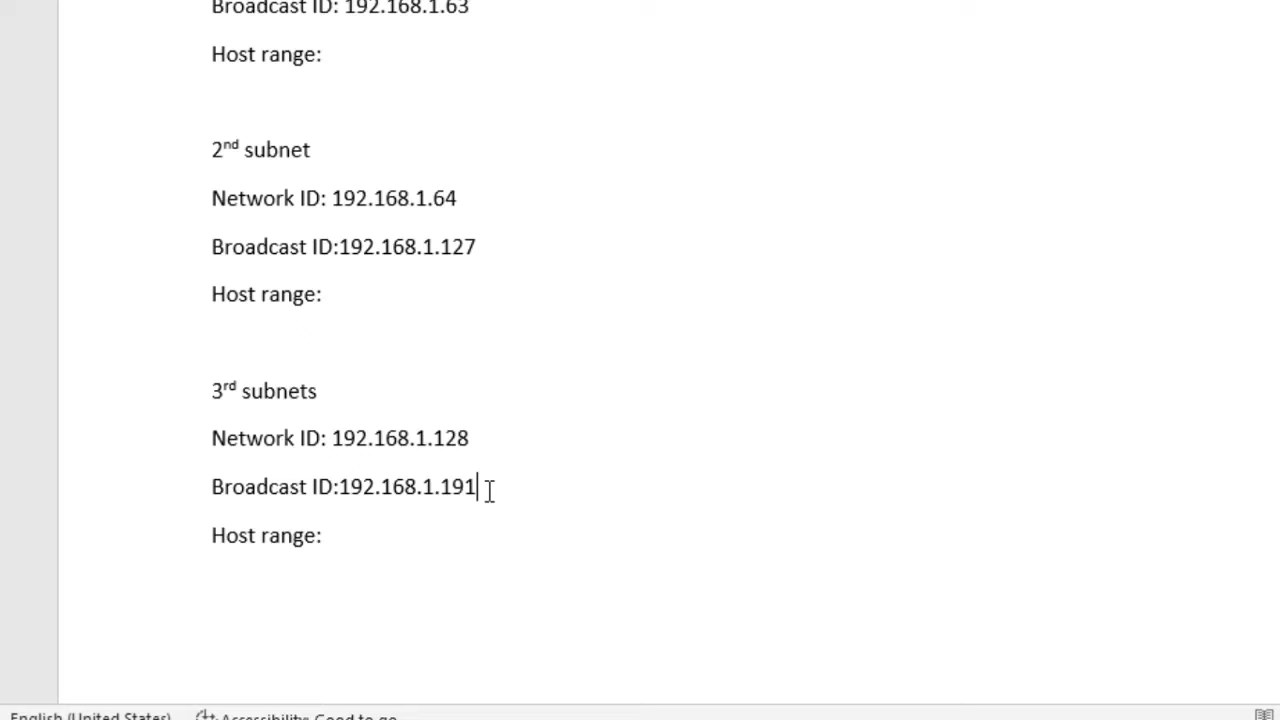 Broadcast ID: 192.168.1.63
Host range:
2nd subnet
Network ID: 192.168.1.64
Broadcast ID:192.168.1.127
Host range:
3rd subnets
Network ID: 192.168.1.128
Broadcast ID:192.168.1.191
Host range:
English (United States) Accessibility: Good to go